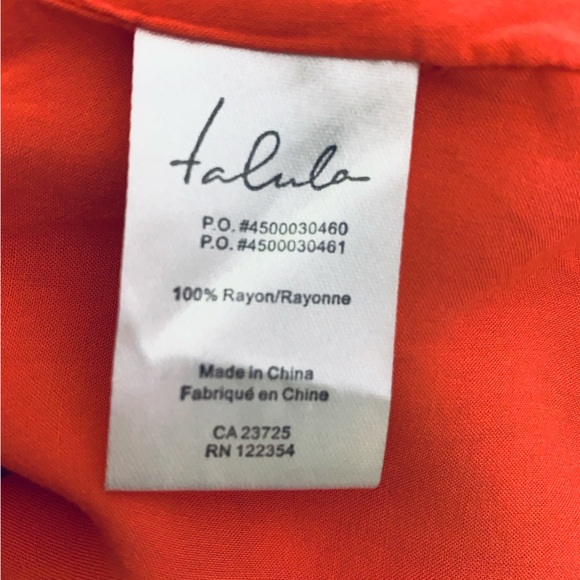 talula
P.O. #4500030460
P.O. #4500030461
100% Rayon/Rayonne
Made in China
Fabriqué en Chine
CA 23725
RN 122354